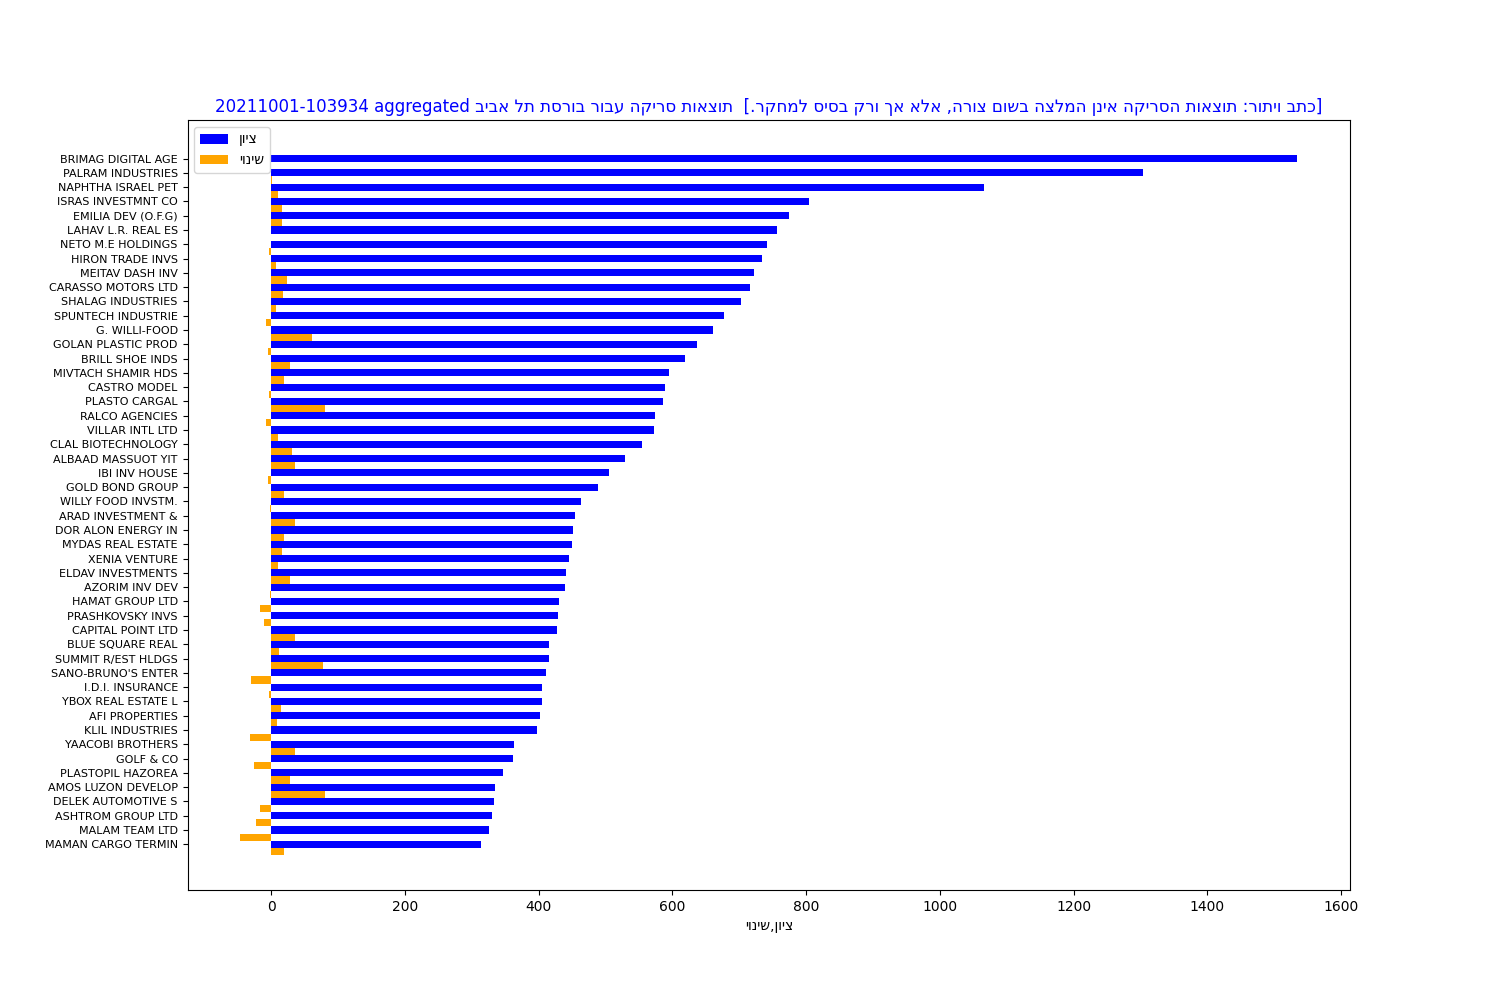 20211001-103934 aggregated תוצאות סריקה עבור בורסת תל אביב [כתב ויתור: תוצאות הסריקה אינן המלצה בשום צורה, אלא אך ורק בסיס למחקר.]
ציון
שינוי
BRIMAG DIGITAL AGE
PALRAM INDUSTRIES
NAPHTHA ISRAEL PET
ISRAS INVESTMNT CO
EMILIA DEV (O.F.G)
LAHAV L.R. REAL ES
NETO M.E HOLDINGS
HIRON TRADE INVS
MEITAV DASH INV
CARASSO MOTORS LTD
SHALAG INDUSTRIES
SPUNTECH INDUSTRIE
G. WILLI-FOOD
GOLAN PLASTIC PROD
BRILL SHOE INDS
MIVTACH SHAMIR HDS
CASTRO MODEL
PLASTO CARGAL
RALCO AGENCIES
VILLAR INTL LTD
CLAL BIOTECHNOLOGY
ALBAAD MASSUOT YIT
IBI INV HOUSE
GOLD BOND GROUP
WILLY FOOD INVSTM.
ARAD INVESTMENT &
DOR ALON ENERGY IN
MYDAS REAL ESTATE
XENIA VENTURE
ELDAV INVESTMENTS
AZORIM INV DEV
HAMAT GROUP LTD
PRASHKOVSKY INVS
CAPITAL POINT LTD
BLUE SQUARE REAL
SUMMIT R/EST HLDGS
SANO-BRUNO'S ENTER
I.D.I. INSURANCE
YBOX REAL ESTATE L
AFI PROPERTIES
KLIL INDUSTRIES
YAACOBI BROTHERS
GOLF & CO
PLASTOPIL HAZOREA
AMOS LUZON DEVELOP
DELEK AUTOMOTIVE S
ASHTROM GROUP LTD
MALAM TEAM LTD
MAMAN CARGO TERMIN
0 200 400 600 800 1000 1200 1400 1600
ציון,שינוי